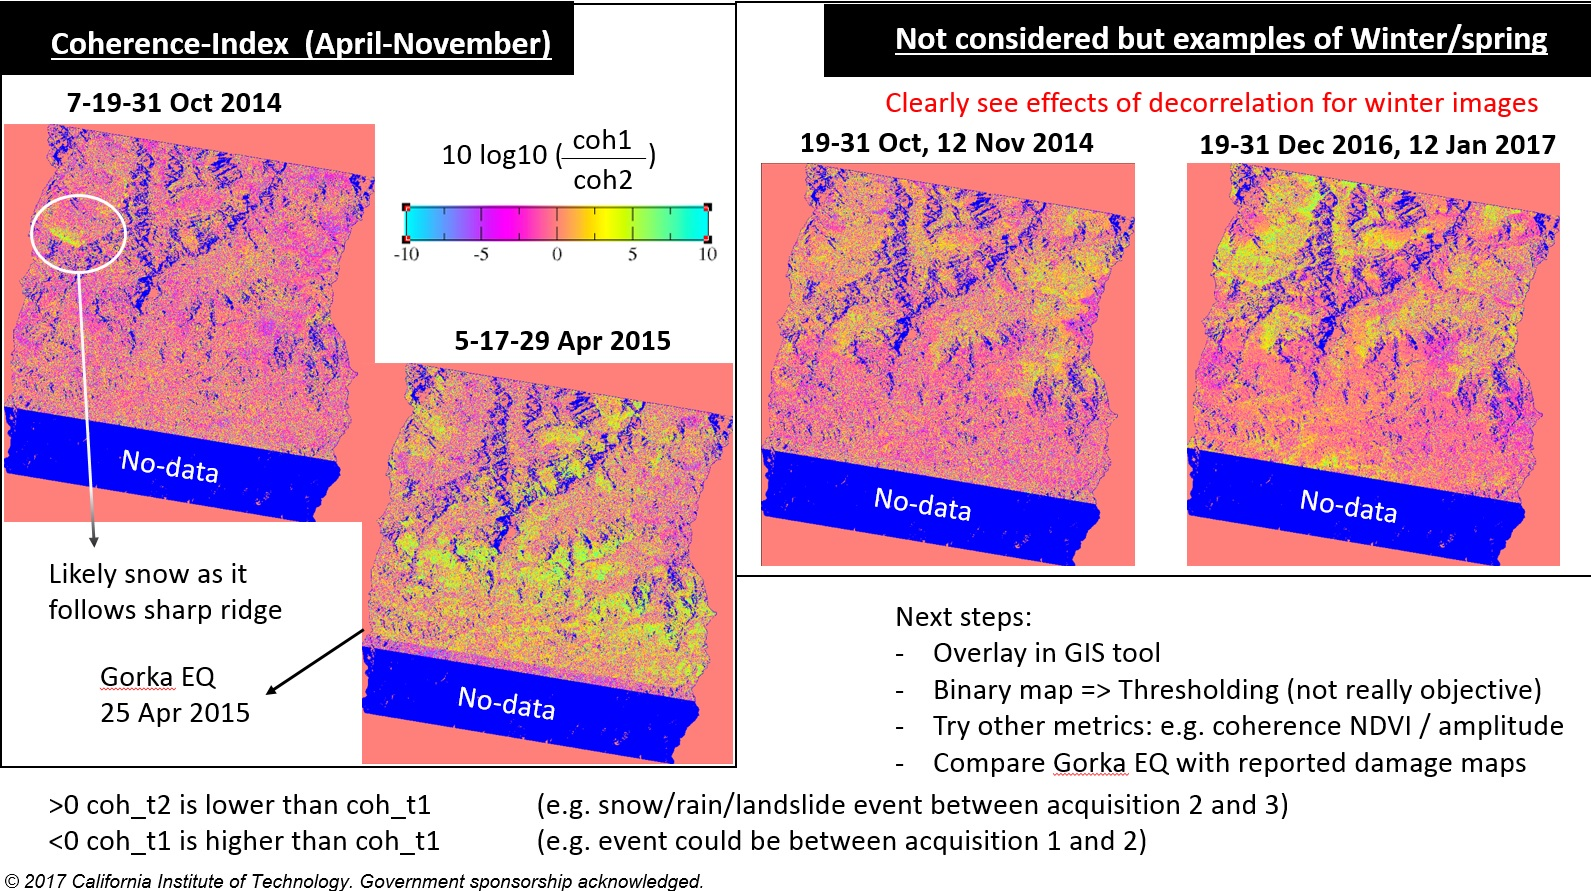 Coherence-Index (April-November)
7-19-31 Oct 2014
10 log10 (coh1/coh2)
-10 -5 0 5 10
5-17-29 Apr 2015
No-data
No-data
Likely snow as it
follows sharp ridge
Gorka EQ
25 Apr 2015
Not considered but examples of Winter/spring
Clearly see effects of decorrelation for winter images
19-31 Oct, 12 Nov 2014
19-31 Dec 2016, 12 Jan 2017
No-data
No-data
Next steps:
- Overlay in GIS tool
- Binary map => Thresholding (not really objective)
- Try other metrics: e.g. coherence NDVI / amplitude
- Compare Gorka EQ with reported damage maps
>0 coh_t2 is lower than coh_t1 (e.g. snow/rain/landslide event between acquisition 2 and 3)
<0 coh_t1 is higher than coh_t1 (e.g. event could be between acquisition 1 and 2)
© 2017 California Institute of Technology. Government sponsorship acknowledged.